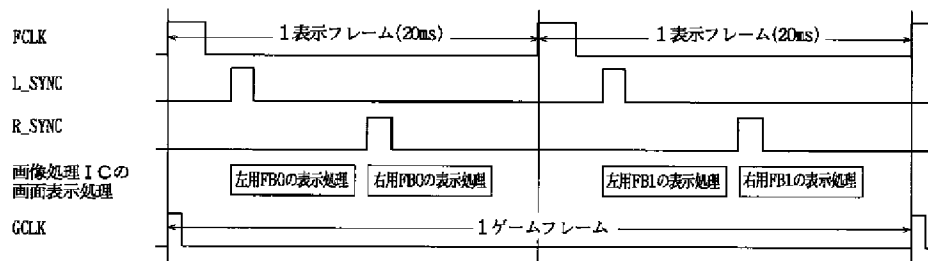 FCLK
1表示フレーム(20ms)
1表示フレーム(20ms)
L_SYNC
R_SYNC
画像処理ICの
画面表示処理
左用FB0の表示処理
右用FB0の表示処理
左用FB1の表示処理
右用FB1の表示処理
GCLK
1ゲームフレーム